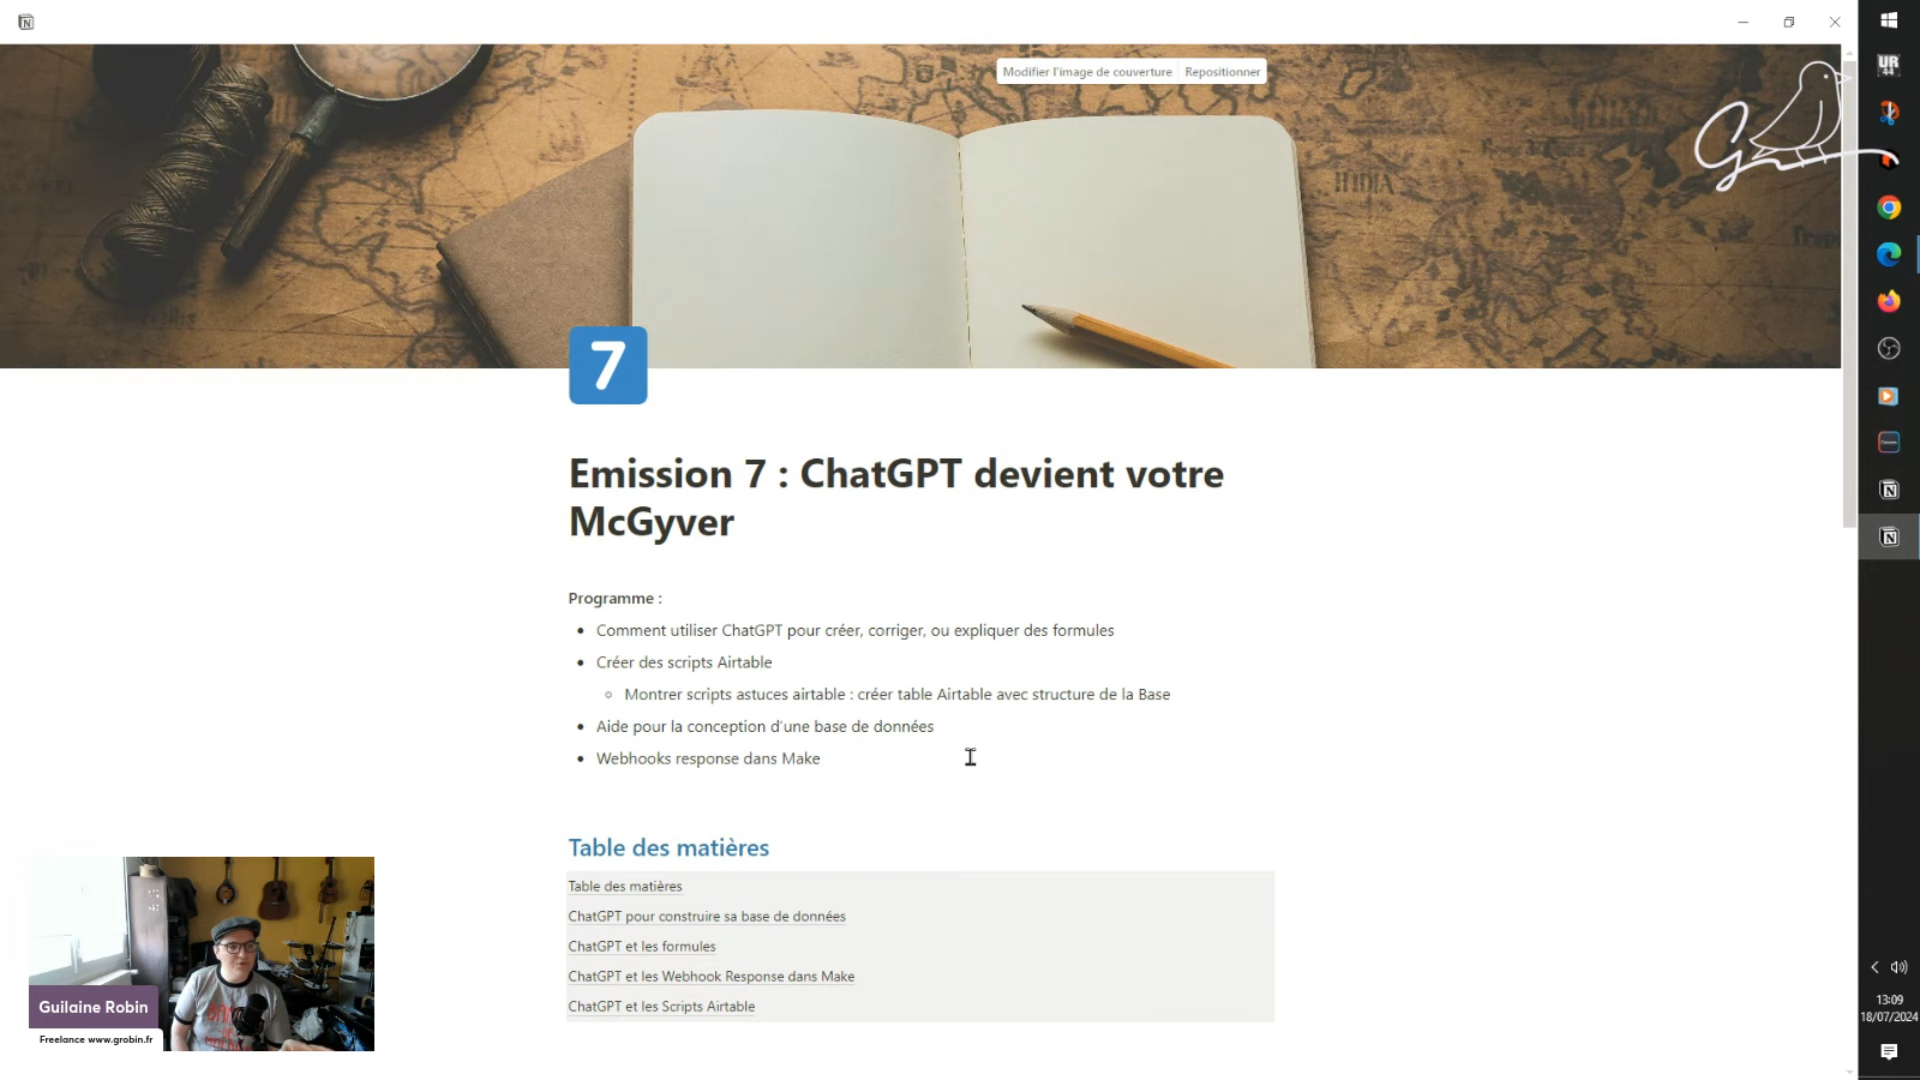 Modifier l'image de couverture Repositionner
INDIA
7
Emission 7 : ChatGPT devient votre
McGyver
Programme :
• Comment utiliser ChatGPT pour créer, corriger, ou expliquer des formules
• Créer des scripts Airtable
◦ Montrer scripts astuces airtable : créer table Airtable avec structure de la Base
• Aide pour la conception d'une base de données
• Webhooks response dans Make
Table des matières
Table des matières
ChatGPT pour construire sa base de données
ChatGPT et les formules
ChatGPT et les Webhook Response dans Make
ChatGPT et les Scripts Airtable
Guilaine Robin
Freelance www.grobin.fr
UR
44
13:09
18/07/2024